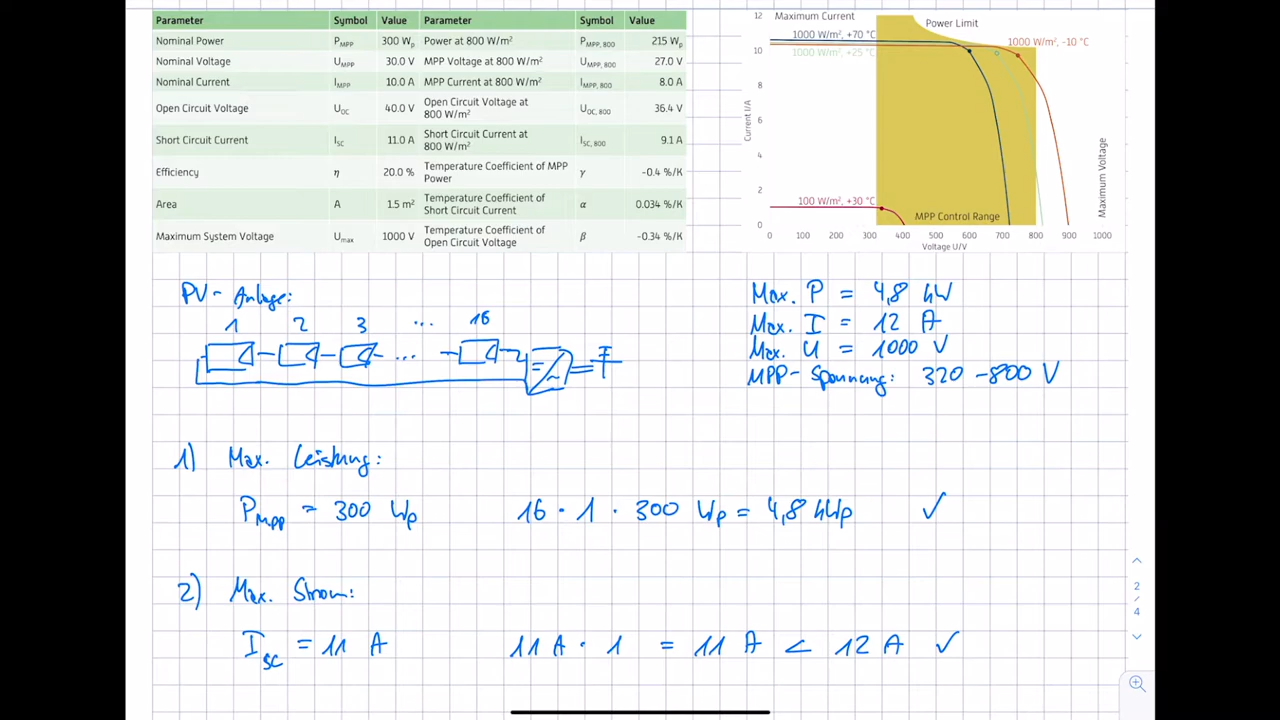 Parameter Symbol Value Parameter Symbol Value
Nominal Power P_MPP 300 W_p Power at 800 W/m² P_MPP, 800 215 W_p
Nominal Voltage U_MPP 30.0 V MPP Voltage at 800 W/m² U_MPP, 800 27.0 V
Nominal Current I_MPP 10.0 A MPP Current at 800 W/m² I_MPP, 800 8.0 A
Open Circuit Voltage U_OC 40.0 V Open Circuit Voltage at 800 W/m² U_OC, 800 36.4 V
Short Circuit Current I_SC 11.0 A Short Circuit Current at 800 W/m² I_SC, 800 9.1 A
Efficiency η 20.0 % Temperature Coefficient of MPP Power γ -0.4 %/K
Area A 1.5 m² Temperature Coefficient of Short Circuit Current α 0.034 %/K
Maximum System Voltage U_max 1000 V Temperature Coefficient of Open Circuit Voltage β -0.34 %/K
Maximum Current
Power Limit
1000 W/m², +70 °C
1000 W/m², -10 °C
1000 W/m², +25 °C
100 W/m², +30 °C
MPP Control Range
Maximum Voltage
Current I/A
12
10
8
6
4
2
0
0 100 200 300 400 500 600 700 800 900 1000
Voltage U/V
PV-Anlage:
1 2 3 ... 16
...
= ~
Max. P = 4,8 kW
Max. I = 12 A
Max. U = 1000 V
MPP-Spannung: 320 - 800 V
1) Max. Leistung:
P_MPP = 300 Wp 16 · 1 · 300 Wp = 4,8 kWp ✓
2) Max. Strom:
I_SC = 11 A 11 A · 1 = 11 A < 12 A ✓
2
/
4